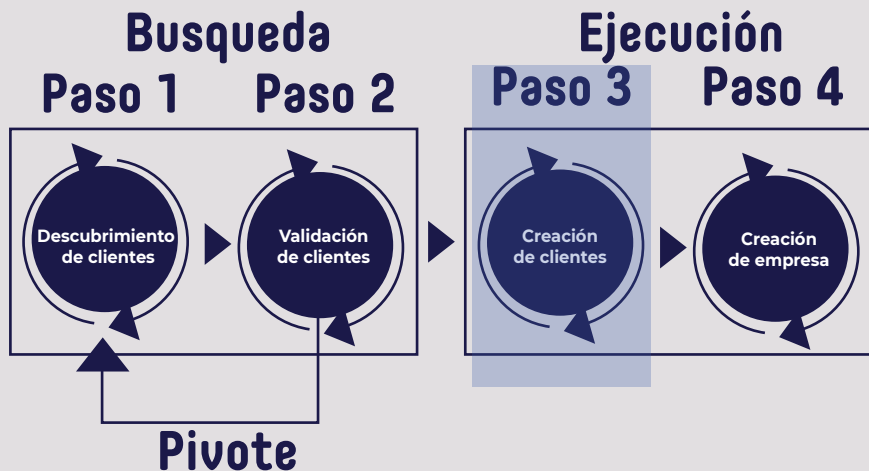 Busqueda
Ejecución
Paso 1
Paso 2
Paso 3
Paso 4
Descubrimiento
de clientes
Validación
de clientes
Creación
de clientes
Creación
de empresa
Pivote